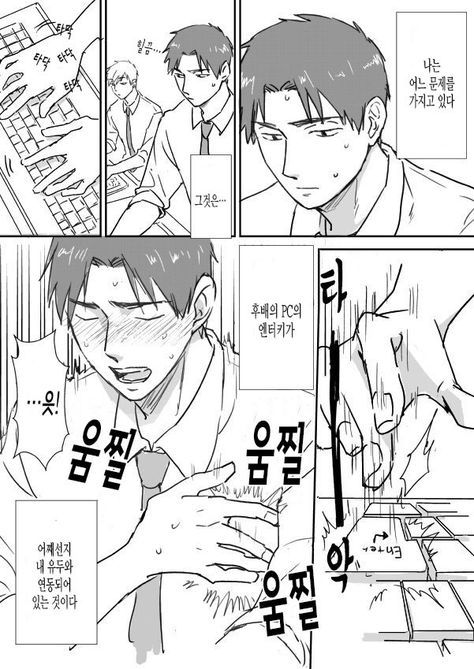 나는
어느 문제를
가지고 있다
힐끔…
그것은…
타닥
타닥
타닥
타닥
타
악
Enter
후배의 PC의
엔터키가
…읏!
움찔
움찔
움찔
어째선지
내 유두와
연동되어
있는 것이다